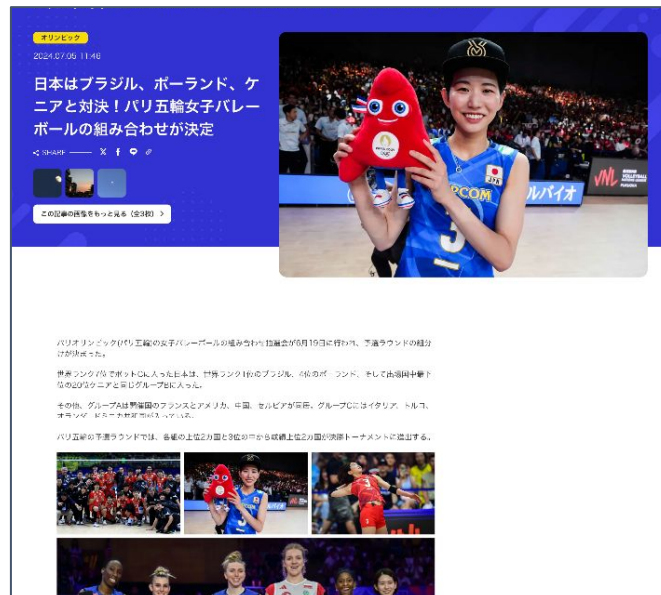 オリンピック
2024.07.05 11:46
日本はブラジル、ポーランド、ケ
ニアと対決！パリ五輪女子バレー
ボールの組み合わせが決定
SHARE
この記事の画像をもっと見る（全3枚）
JPN
3
VNL
ルバイオ
パリオリンピック(パリ五輪)の女子バレーボールの組み合わせ抽選会が6月19日に行われ、予選ラウンドの組分
けが決まった。
世界ランク7位でポットCに入った日本は、世界ランク1位のブラジル、4位のポーランド、そして出場国中最下
位の20位ケニアと同じグループBに入った。
その他、グループAは開催国のフランスとアメリカ、中国、セルビアが同居。グループCにはイタリア、トルコ、
パリ五輪の予選ラウンドでは、各組の上位2カ国と3位の中から成績上位2カ国が決勝トーナメントに進出する。